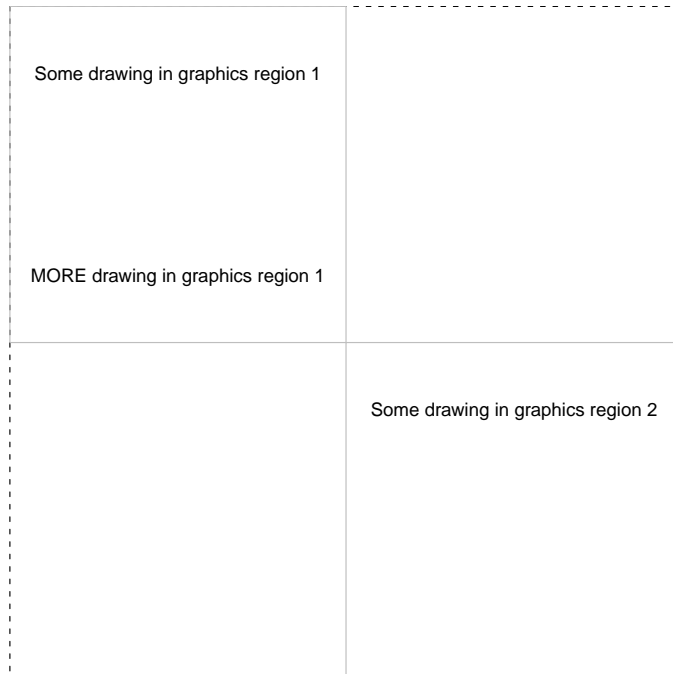 Some drawing in graphics region 1
MORE drawing in graphics region 1
Some drawing in graphics region 2